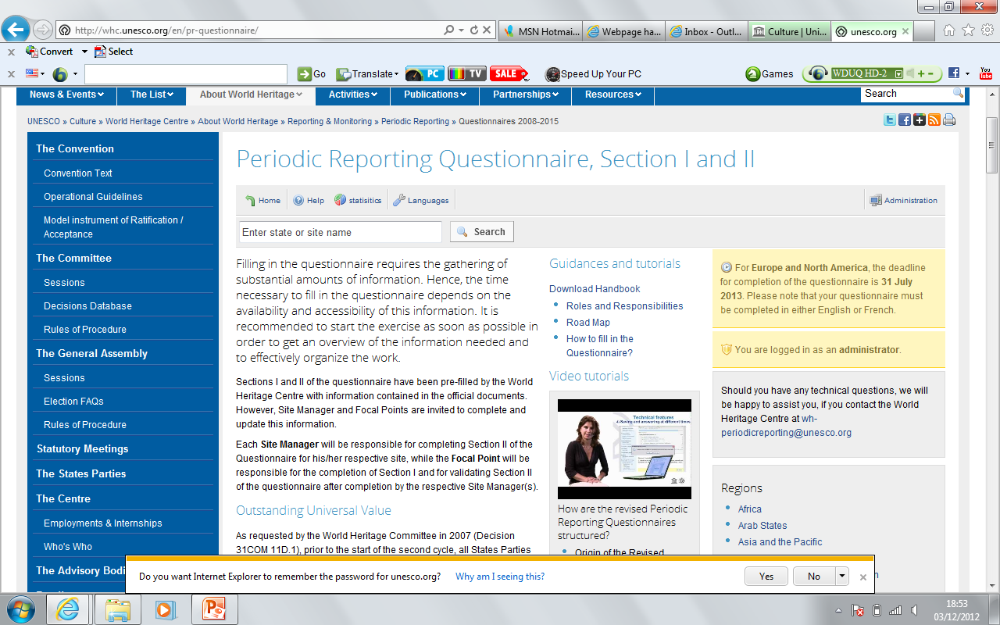 http://whc.unesco.org/en/pr-questionnaire/
MSN Hotmai...
Webpage ha...
Inbox - Outl...
Culture | Uni...
unesco.org
x Convert Select
x Go Translate PC TV SALE Speed Up Your PC Games WDUQ HD-2 You Tube
News & Events The List About World Heritage Activities Publications Partnerships Resources Search
UNESCO » Culture » World Heritage Centre » About World Heritage » Reporting & Monitoring » Periodic Reporting » Questionnaires 2008-2015
The Convention
Convention Text
Operational Guidelines
Model instrument of Ratification /
Acceptance
The Committee
Sessions
Decisions Database
Rules of Procedure
The General Assembly
Sessions
Election FAQs
Rules of Procedure
Statutory Meetings
The States Parties
The Centre
Employments & Internships
Who's Who
The Advisory Bodi
Periodic Reporting Questionnaire, Section I and II
Home Help statisitics Languages Administration
Enter state or site name Search
Filling in the questionnaire requires the gathering of
substantial amounts of information. Hence, the time
necessary to fill in the questionnaire depends on the
availability and accessibility of this information. It is
recommended to start the exercise as soon as possible in
order to get an overview of the information needed and
to effectively organize the work.
Sections I and II of the questionnaire have been pre-filled by the World
Heritage Centre with information contained in the official documents.
However, Site Manager and Focal Points are invited to complete and
update this information.
Each Site Manager will be responsible for completing Section II of the
Questionnaire for his/her respective site, while the Focal Point will be
responsible for the completion of Section I and for validating Section II
of the questionnaire after completion by the respective Site Manager(s).
Outstanding Universal Value
As requested by the World Heritage Committee in 2007 (Decision
31COM 11D.1), prior to the start of the second cycle, all States Parties
Guidances and tutorials
Download Handbook
Roles and Responsibilities
Road Map
How to fill in the
Questionnaire?
Video tutorials
Technical features
4: Saving and answering at different times
How are the revised Periodic
Reporting Questionnaires
structured?
Origin of the Revised
For Europe and North America, the deadline
for completion of the questionnaire is 31 July
2013. Please note that your questionnaire must
be completed in either English or French.
You are logged in as an administrator.
Should you have any technical questions, we will
be happy to assist you, if you contact the World
Heritage Centre at wh-
periodicreporting@unesco.org
Regions
Africa
Arab States
Asia and the Pacific
Do you want Internet Explorer to remember the password for unesco.org? Why am I seeing this? Yes No
18:53
03/12/2012